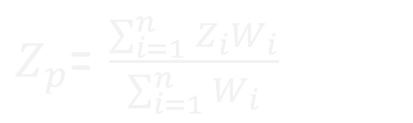 Z_p = \frac{\sum_{i=1}^{n} Z_i W_i}{\sum_{i=1}^{n} W_i}